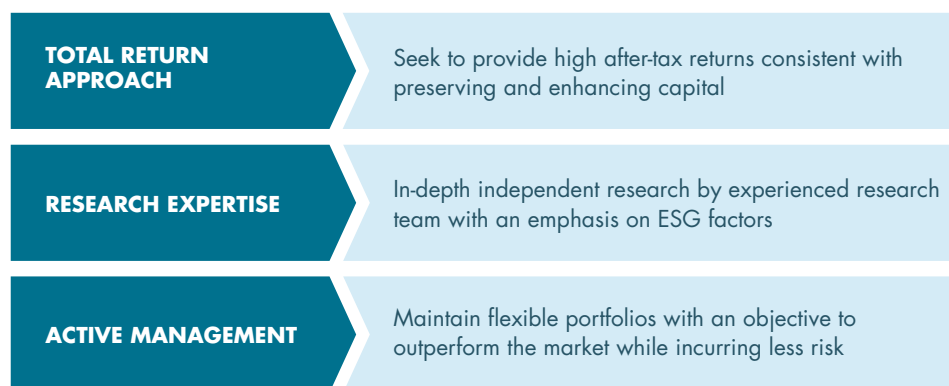 TOTAL RETURN
APPROACH
Seek to provide high after-tax returns consistent with
preserving and enhancing capital
RESEARCH EXPERTISE
In-depth independent research by experienced research
team with an emphasis on ESG factors
ACTIVE MANAGEMENT
Maintain flexible portfolios with an objective to
outperform the market while incurring less risk